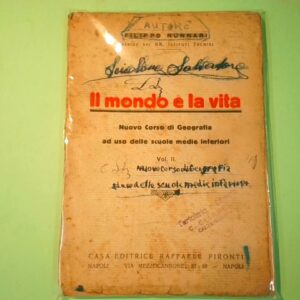 AUTORE
FILIPPO NUNNARI
Il mondo e la vita
Nuovo Corso di Geografia
ad uso delle scuole medie inferiori
Vol. II.
nuovo corso di Geografia
ad uso delle scuole medie inferiori
CASA EDITRICE RAFFAELE PIRONTI
NAPOLI - VIA MEZZOCANNONE, - NAPOLI